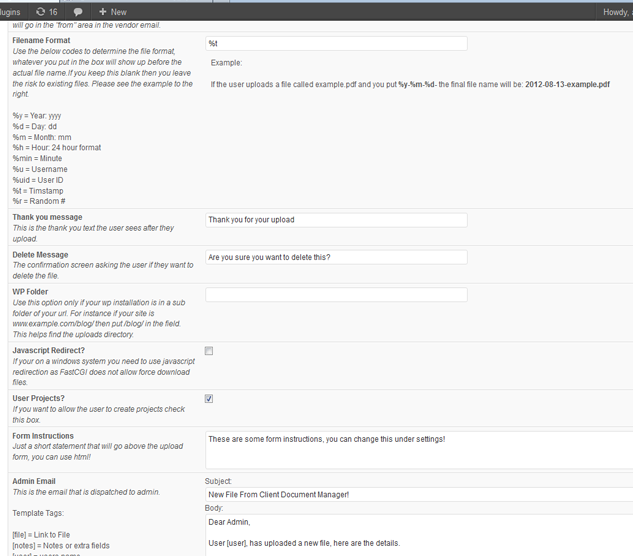 lugins 16 + New Howdy,
will go in the "from" area in the vendor email.
Filename Format
Use the below codes to determine the file format,
whatever you put in the box will show up before the
actual file name.If you keep this blank then you leave
the risk to existing files. Please see the example to the
right.
%y = Year: yyyy
%d = Day: dd
%m = Month: mm
%h = Hour: 24 hour format
%min = Minute
%u = Username
%uid = User ID
%t = Timstamp
%r = Random #
%t
Example:
If the user uploads a file called example.pdf and you put %y-%m-%d- the final file name will be: 2012-08-13-example.pdf
Thank you message
This is the thank you text the user sees after they
upload.
Thank you for your upload
Delete Message
The confirmation screen asking the user if they want to
delete the file.
Are you sure you want to delete this?
WP Folder
Use this option only if your wp installation is in a sub
folder of your url. For instance if your site is
www.example.com/blog/ then put /blog/ in the field.
This helps find the uploads directory.
Javascript Redirect?
If your on a windows system you need to use javascript
redirection as FastCGI does not allow force download
files.
User Projects?
If you want to allow the user to create projects check
this box.
Form Instructions
Just a short statement that will go above the upload
form, you can use html!
These are some form instructions, you can change this under settings!
Admin Email
This is the email that is dispatched to admin.
Template Tags:
[file] = Link to File
[notes] = Notes or extra fields
[user] = users name
Subject:
New File From Client Document Manager!
Body:
Dear Admin,
User [user], has uploaded a new file, here are the details.